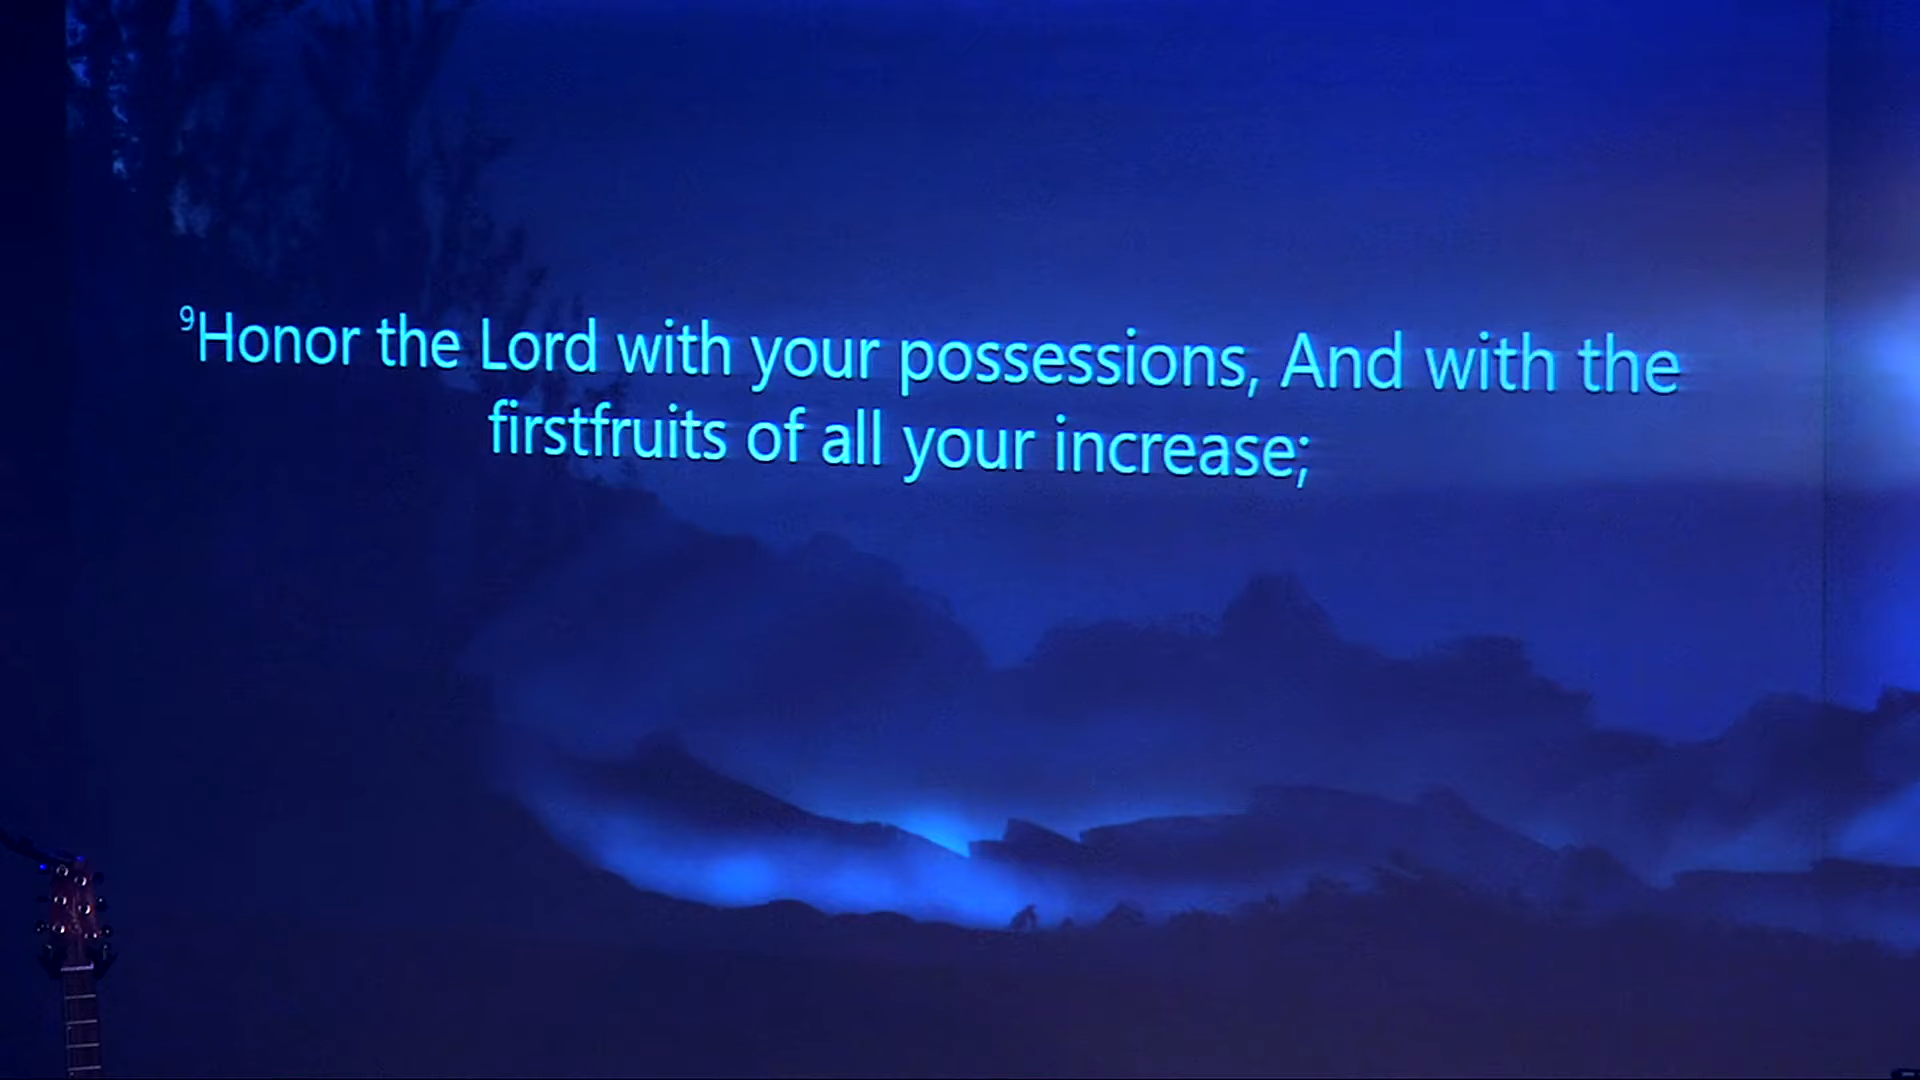 ⁹Honor the Lord with your possessions, And with the
firstfruits of all your increase;